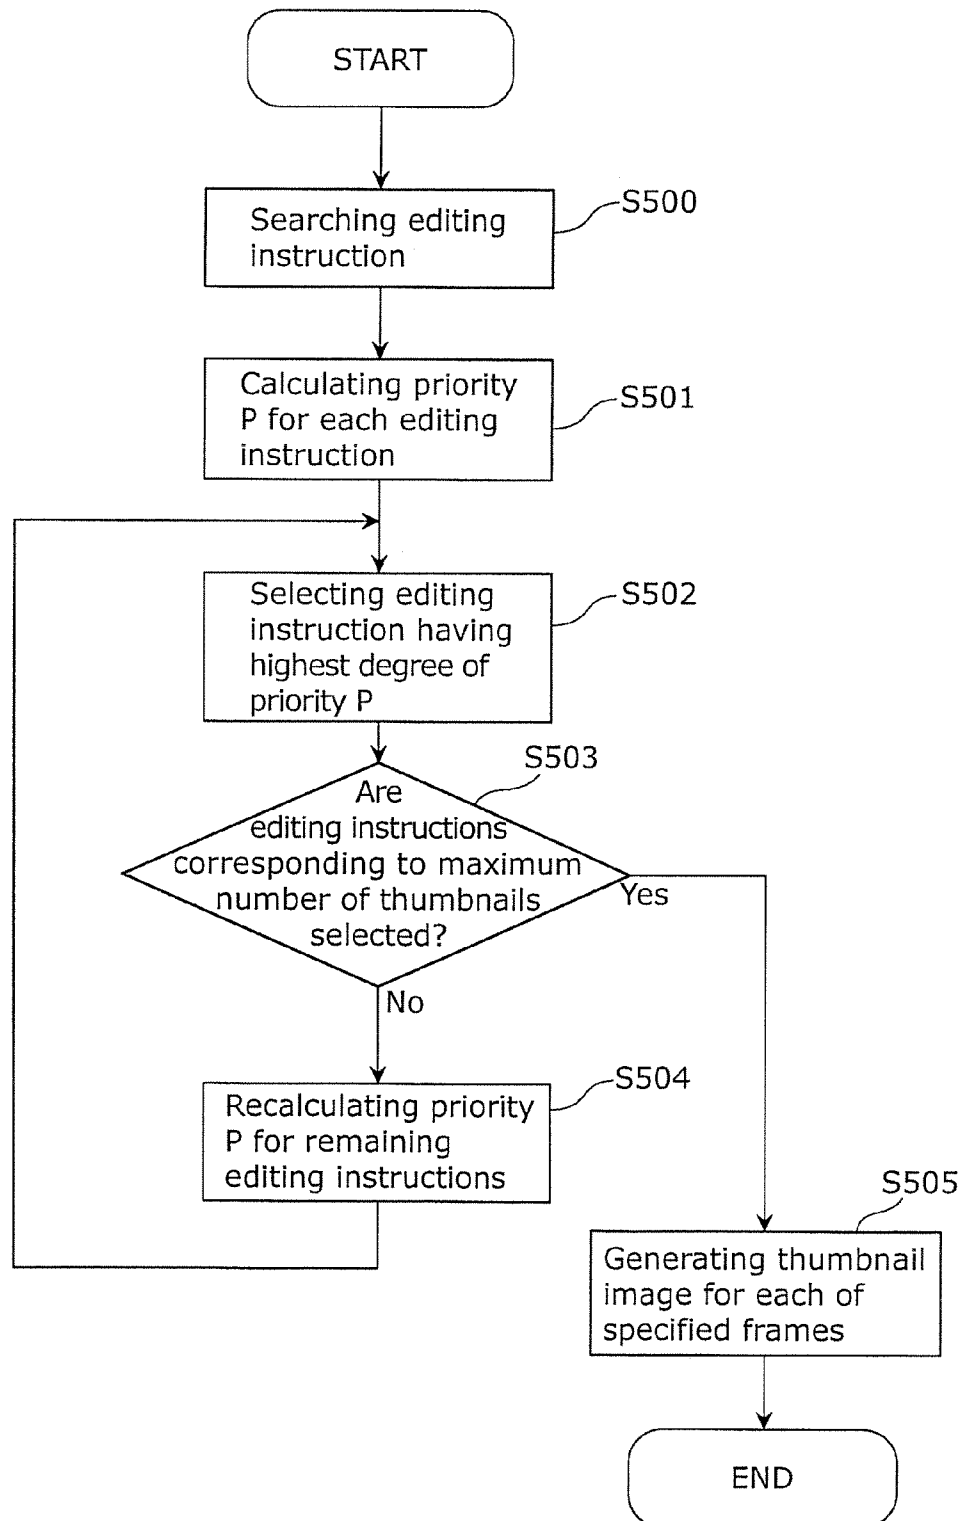 START
S500
Searching editing
instruction
S501
Calculating priority
P for each editing
instruction
S502
Selecting editing
instruction having
highest degree of
priority P
S503
Are
editing instructions
corresponding to maximum
number of thumbnails
selected?
Yes
No
S504
Recalculating priority
P for remaining
editing instructions
S505
Generating thumbnail
image for each of
specified frames
END